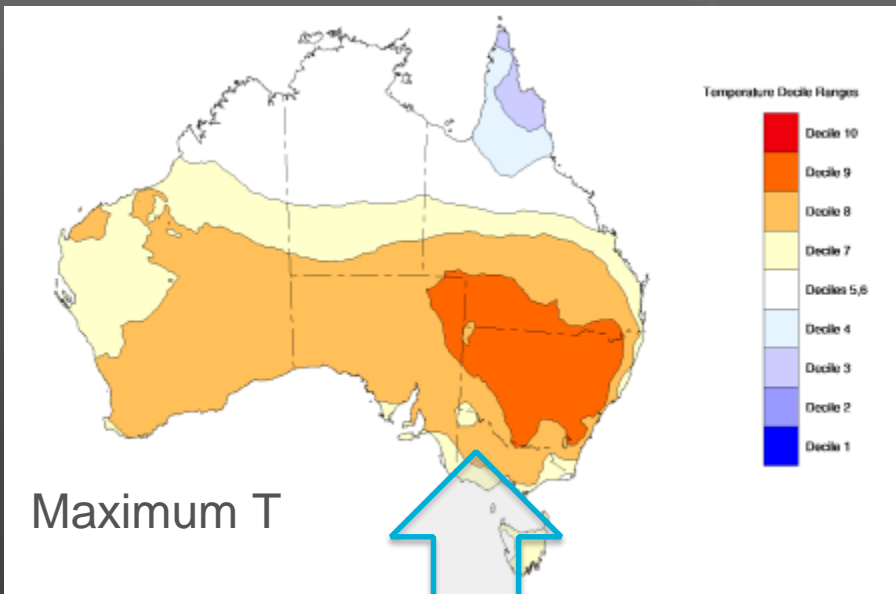 Temperature Decile Ranges
Decile 10
Decile 9
Decile 8
Decile 7
Deciles 5,6
Decile 4
Decile 3
Decile 2
Decile 1
Maximum T